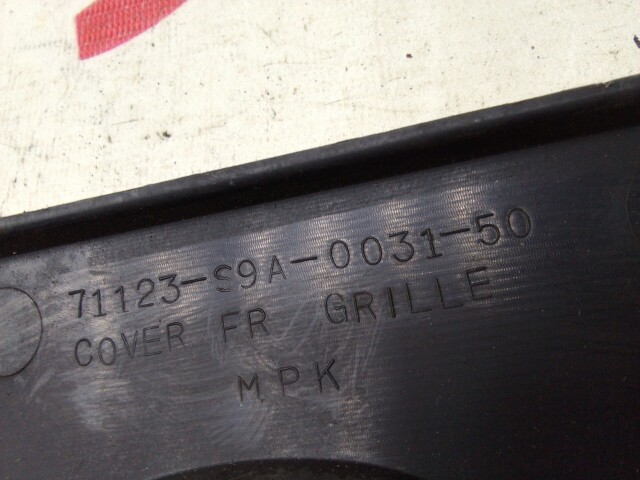 71123-S9A-0031-50
COVER FR GRILLE
MPK